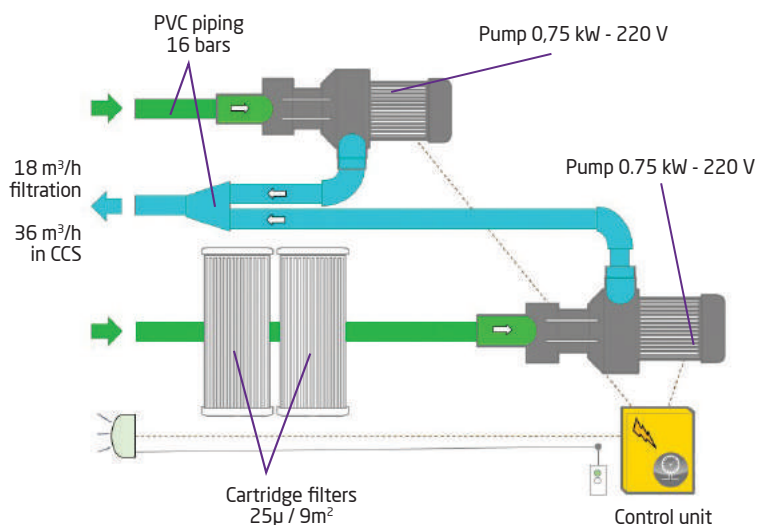 PVC piping
16 bars
Pump 0,75 kW - 220 V
18 m³/h
filtration
36 m³/h
in CCS
Pump 0.75 kW - 220 V
Cartridge filters
25µ / 9m²
Control unit